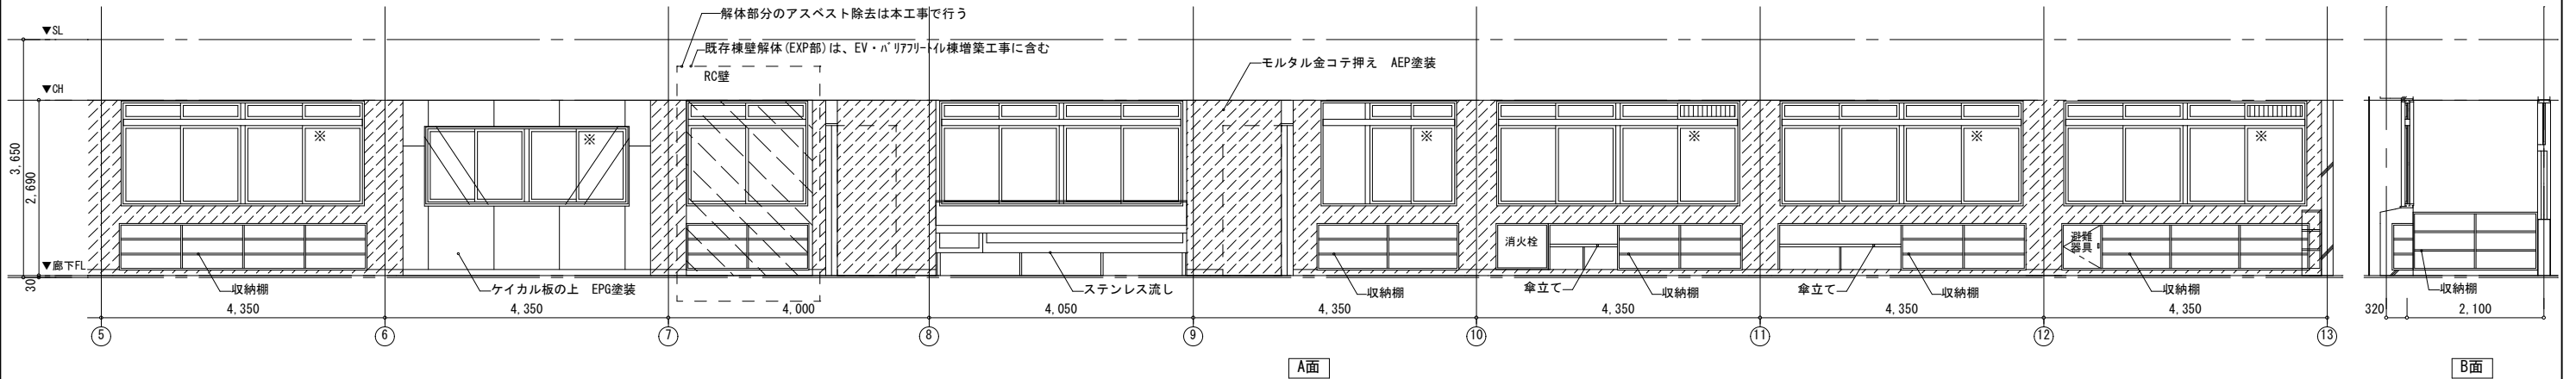 解体部分のアスベスト除去は本工事で行う
▼SL
既存棟壁解体(EXP部)は、EV・バリアフリートイレ棟増築工事に含む
RC壁
モルタル金コテ押え　AEP塗装
▼CH
3,650
2,690
※
※
※
※
※
※
消火栓
避難
器具
▼廊下FL
30
収納棚
ケイカル板の上　EPG塗装
ステンレス流し
収納棚
傘立て
収納棚
傘立て
収納棚
収納棚
収納棚
4,350
4,350
4,000
4,050
4,350
4,350
4,350
4,350
320
2,100
5
6
7
8
9
10
11
12
13
A面
B面